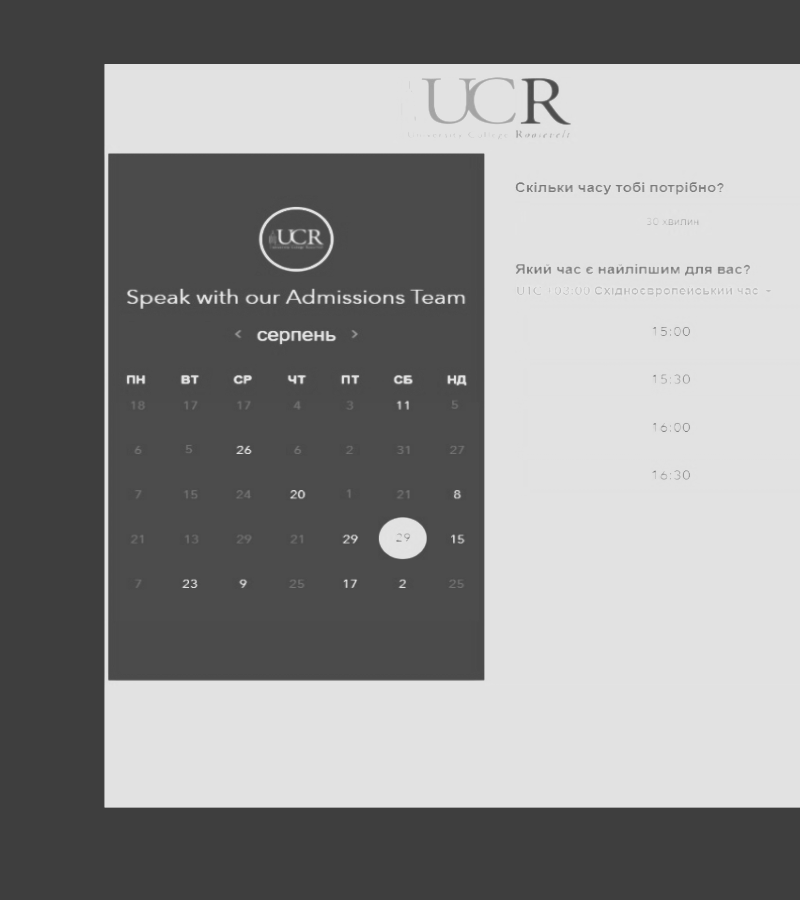 UCR
University College Roosevelt
UCR
Speak with our Admissions Team
< серпень >
ПН ВТ СР ЧТ ПТ СБ НД
18 17 17 4 3 11 5
6 5 26 6 2 31 27
7 15 24 20 1 21 8
21 13 29 21 29 29 15
7 23 9 25 17 2 25
Скільки часу тобі потрібно?
30 хвилин
Який час є найліпшим для вас?
UTC +03:00 Східноєвропейський час
15:00
15:30
16:00
16:30